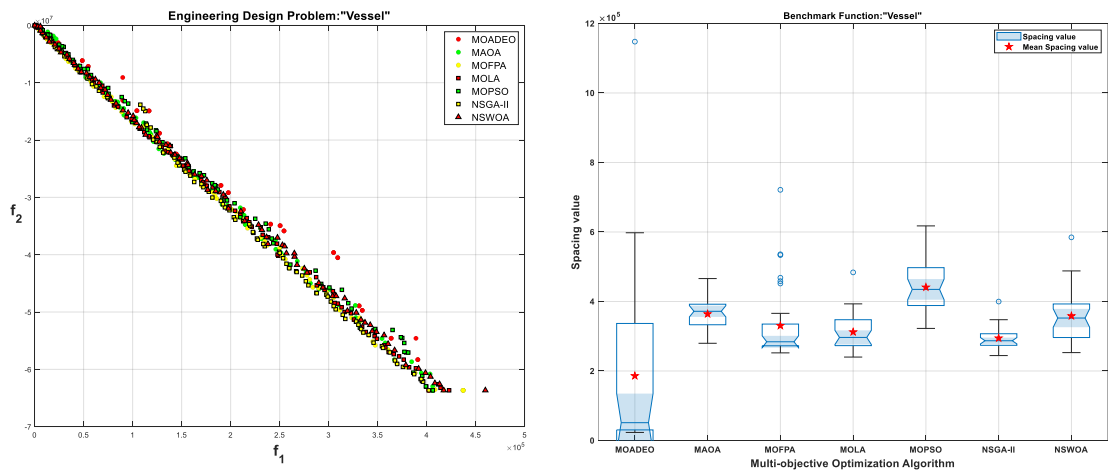 Engineering Design Problem:"Vessel"
×10^7
0
-1
-2
-3
-4
-5
-6
-7
f_2
0 0.5 1 1.5 2 2.5 3 3.5 4 4.5 5
×10^5
f_1
MOADEO
MAOA
MOFPA
MOLA
MOPSO
NSGA-II
NSWOA
Benchmark Function:"Vessel"
×10^5
12
10
8
6
4
2
0
Spacing value
Spacing value
Mean Spacing value
MOADEO MAOA MOFPA MOLA MOPSO NSGA-II NSWOA
Multi-objective Optimization Algorithm